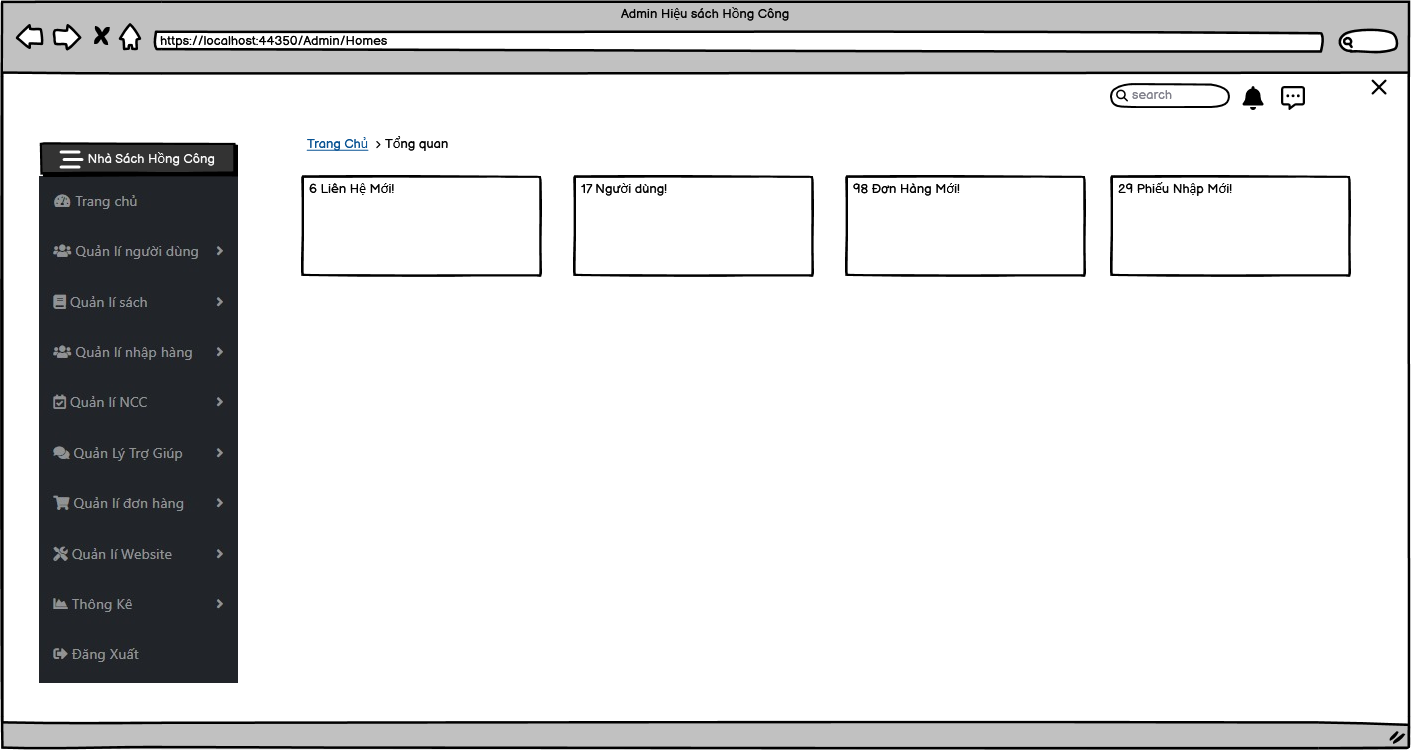 Admin Hiệu sách Hồng Công
https://localhost:44350/Admin/Homes
search
Nhà Sách Hồng Công
Trang chủ
Quản lí người dùng
Quản lí sách
Quản lí nhập hàng
Quản lí NCC
Quản Lý Trợ Giúp
Quản lí đơn hàng
Quản lí Website
Thông Kê
Đăng Xuất
Trang Chủ > Tổng quan
6 Liên Hệ Mới!
17 Người dùng!
98 Đơn Hàng Mới!
29 Phiếu Nhập Mới!